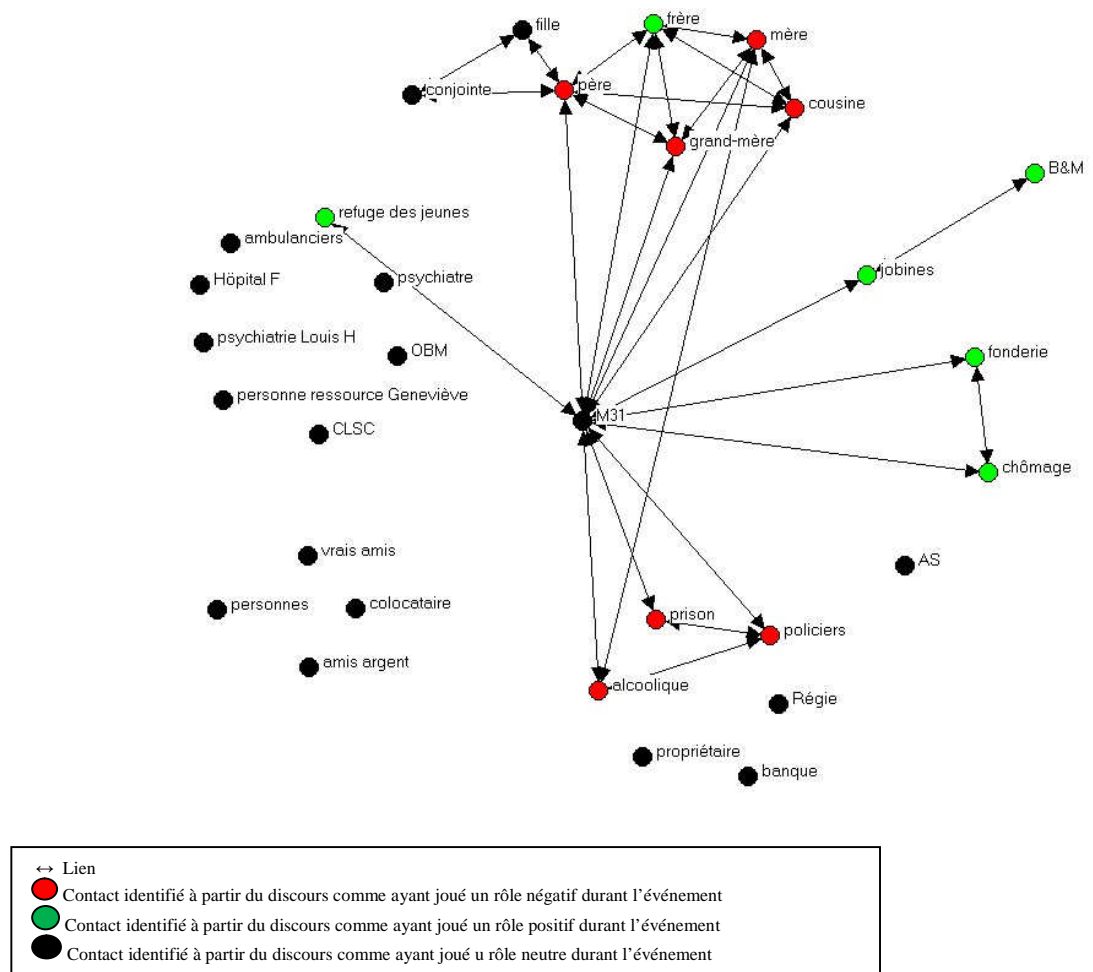 frère
fille
mère
père
conjointe
cousine
grand-mère
B&M
refuge des jeunes
ambulanciers
jobines
Höpital F
psychiatre
psychiatrie Louis H
OBM
fonderie
personne ressource Geneviève
M31
CLSC
chômage
vrais amis
AS
personnes
colocataire
prison
policiers
amis argent
alcoolique
Régie
propriétaire
banque
↔ Lien
Contact identifié à partir du discours comme ayant joué un rôle négatif durant l’événement
Contact identifié à partir du discours comme ayant joué un rôle positif durant l’événement
Contact identifié à partir du discours comme ayant joué u rôle neutre durant l’événement